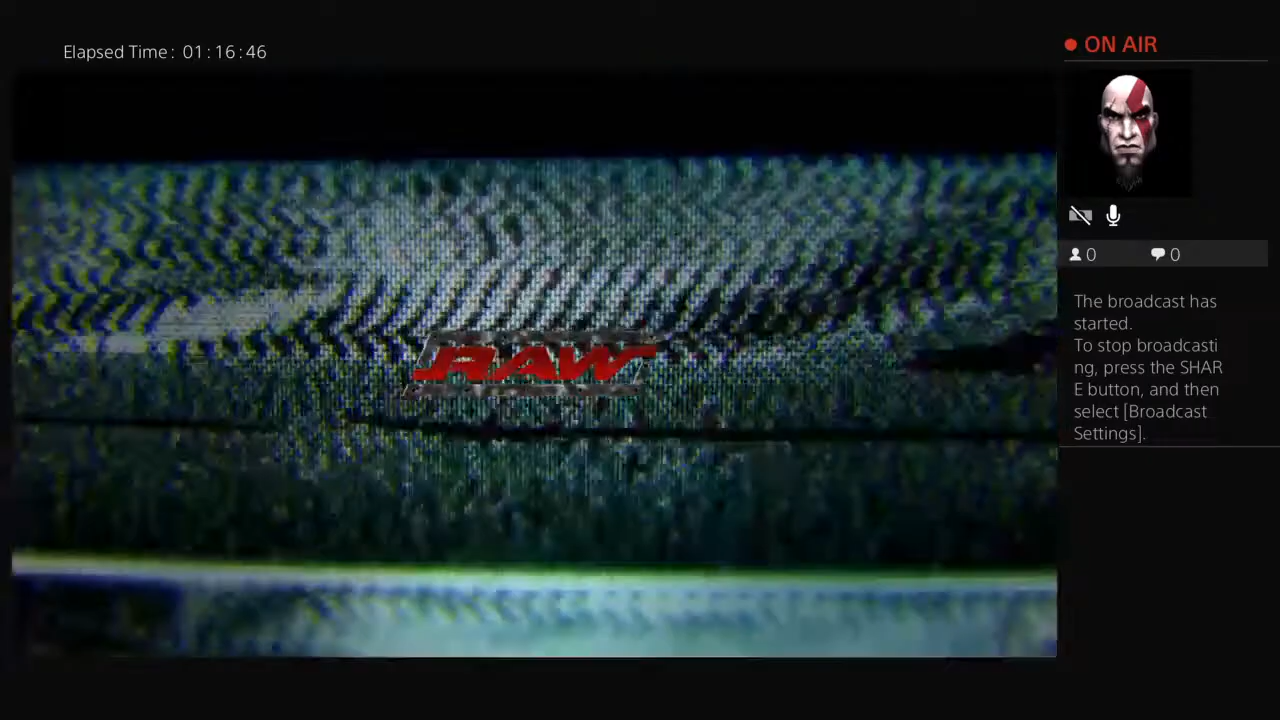 Elapsed Time: 01:16:46
ON AIR
0
0
RAW
The broadcast has
started.
To stop broadcasti
ng, press the SHAR
E button, and then
select [Broadcast
Settings].